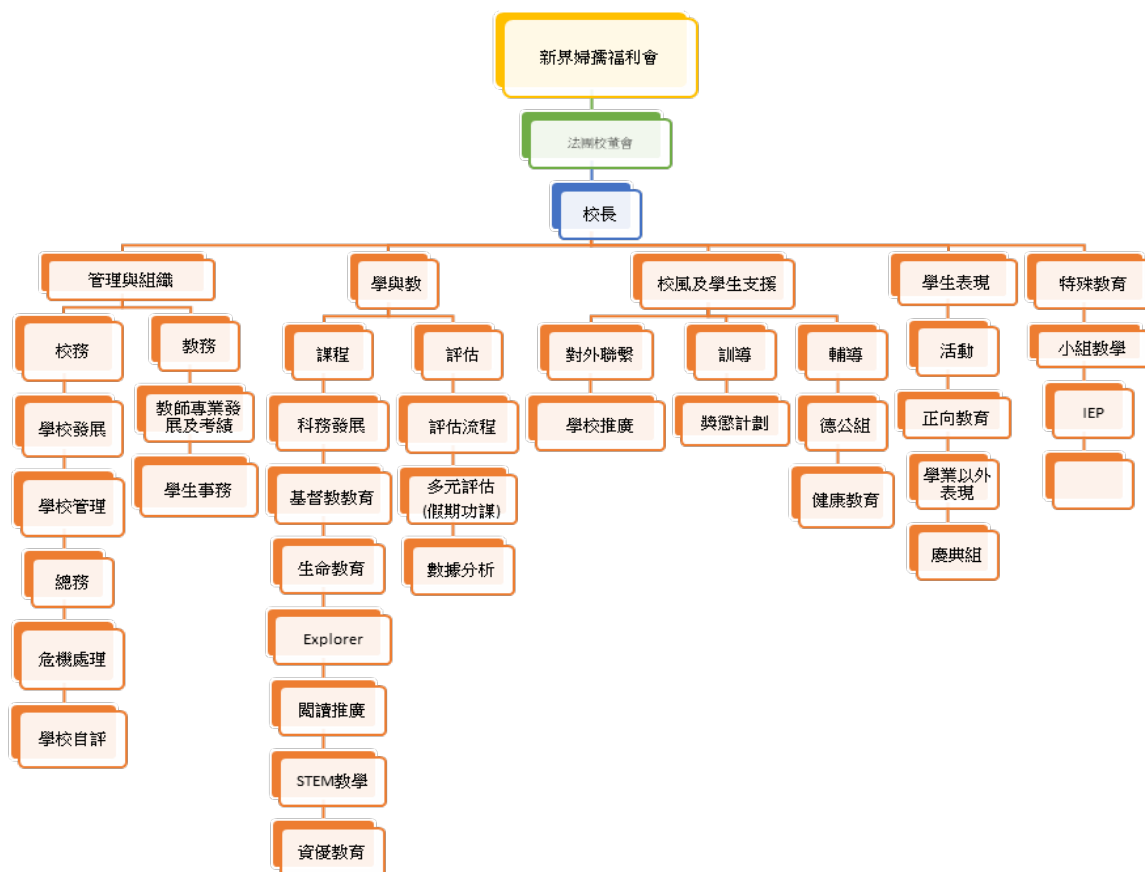 新界婦孺福利會
法團校董會
校長
管理與組織
學與教
校風及學生支援
學生表現
特殊教育
校務
教務
課程
評估
對外聯繫
訓導
輔導
活動
小組教學
學校發展
教師專業發
展及考績
科務發展
評估流程
學校推廣
獎懲計劃
德公組
正向教育
IEP
學校管理
學生事務
基督教教育
多元評估
(假期功課)
健康教育
學業以外
表現
總務
生命教育
數據分析
慶典組
危機處理
Explorer
學校自評
閱讀推廣
STEM教學
資優教育